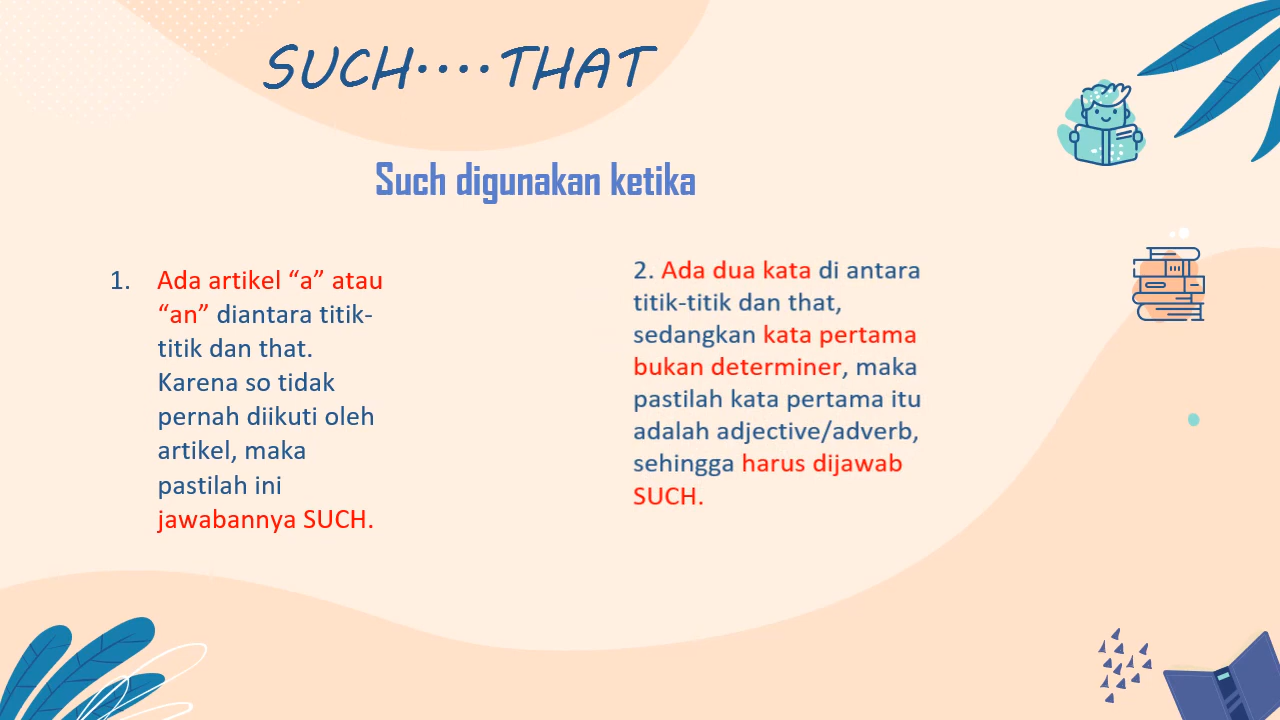 SUCH....THAT
Such digunakan ketika
1. Ada artikel “a” atau
“an” diantara titik-
titik dan that.
Karena so tidak
pernah diikuti oleh
artikel, maka
pastilah ini
jawabannya SUCH.
2. Ada dua kata di antara
titik-titik dan that,
sedangkan kata pertama
bukan determiner, maka
pastilah kata pertama itu
adalah adjective/adverb,
sehingga harus dijawab
SUCH.